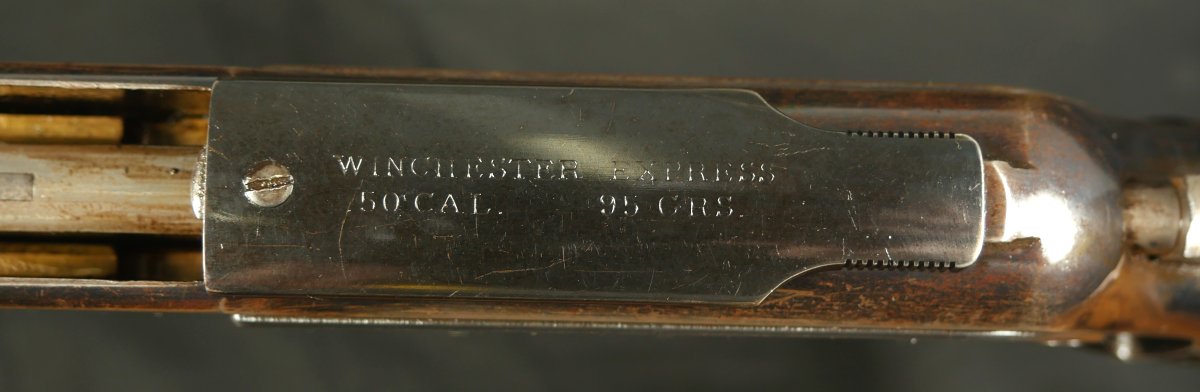 WINCHESTER EXPRESS
50 CAL. 95 GRS.